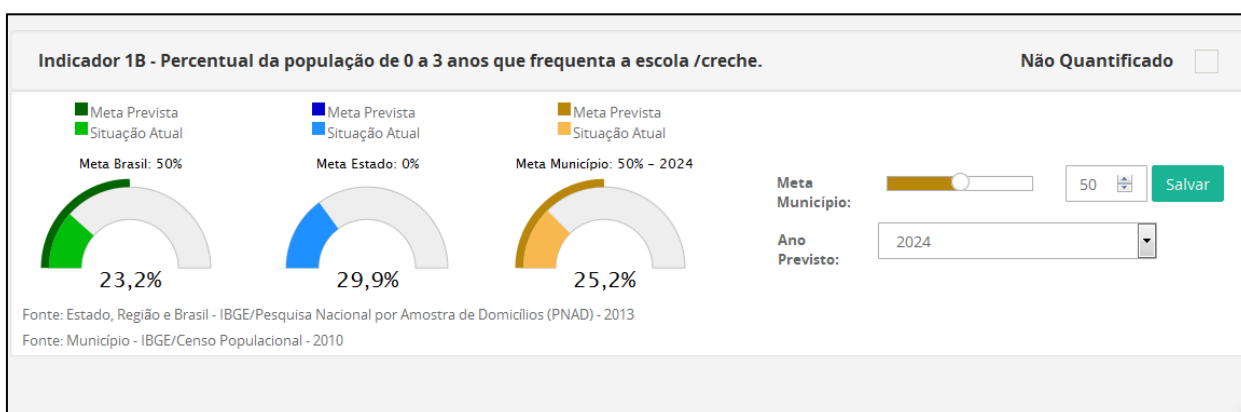 Indicador 1B - Percentual da população de 0 a 3 anos que frequenta a escola /creche.
Não Quantificado
Meta Prevista
Situação Atual
Meta Brasil: 50%
23,2%
Meta Prevista
Situação Atual
Meta Estado: 0%
29,9%
Meta Prevista
Situação Atual
Meta Município: 50% - 2024
25,2%
Meta
Município:
50
Salvar
Ano
Previsto:
2024
Fonte: Estado, Região e Brasil - IBGE/Pesquisa Nacional por Amostra de Domicílios (PNAD) - 2013
Fonte: Município - IBGE/Censo Populacional - 2010